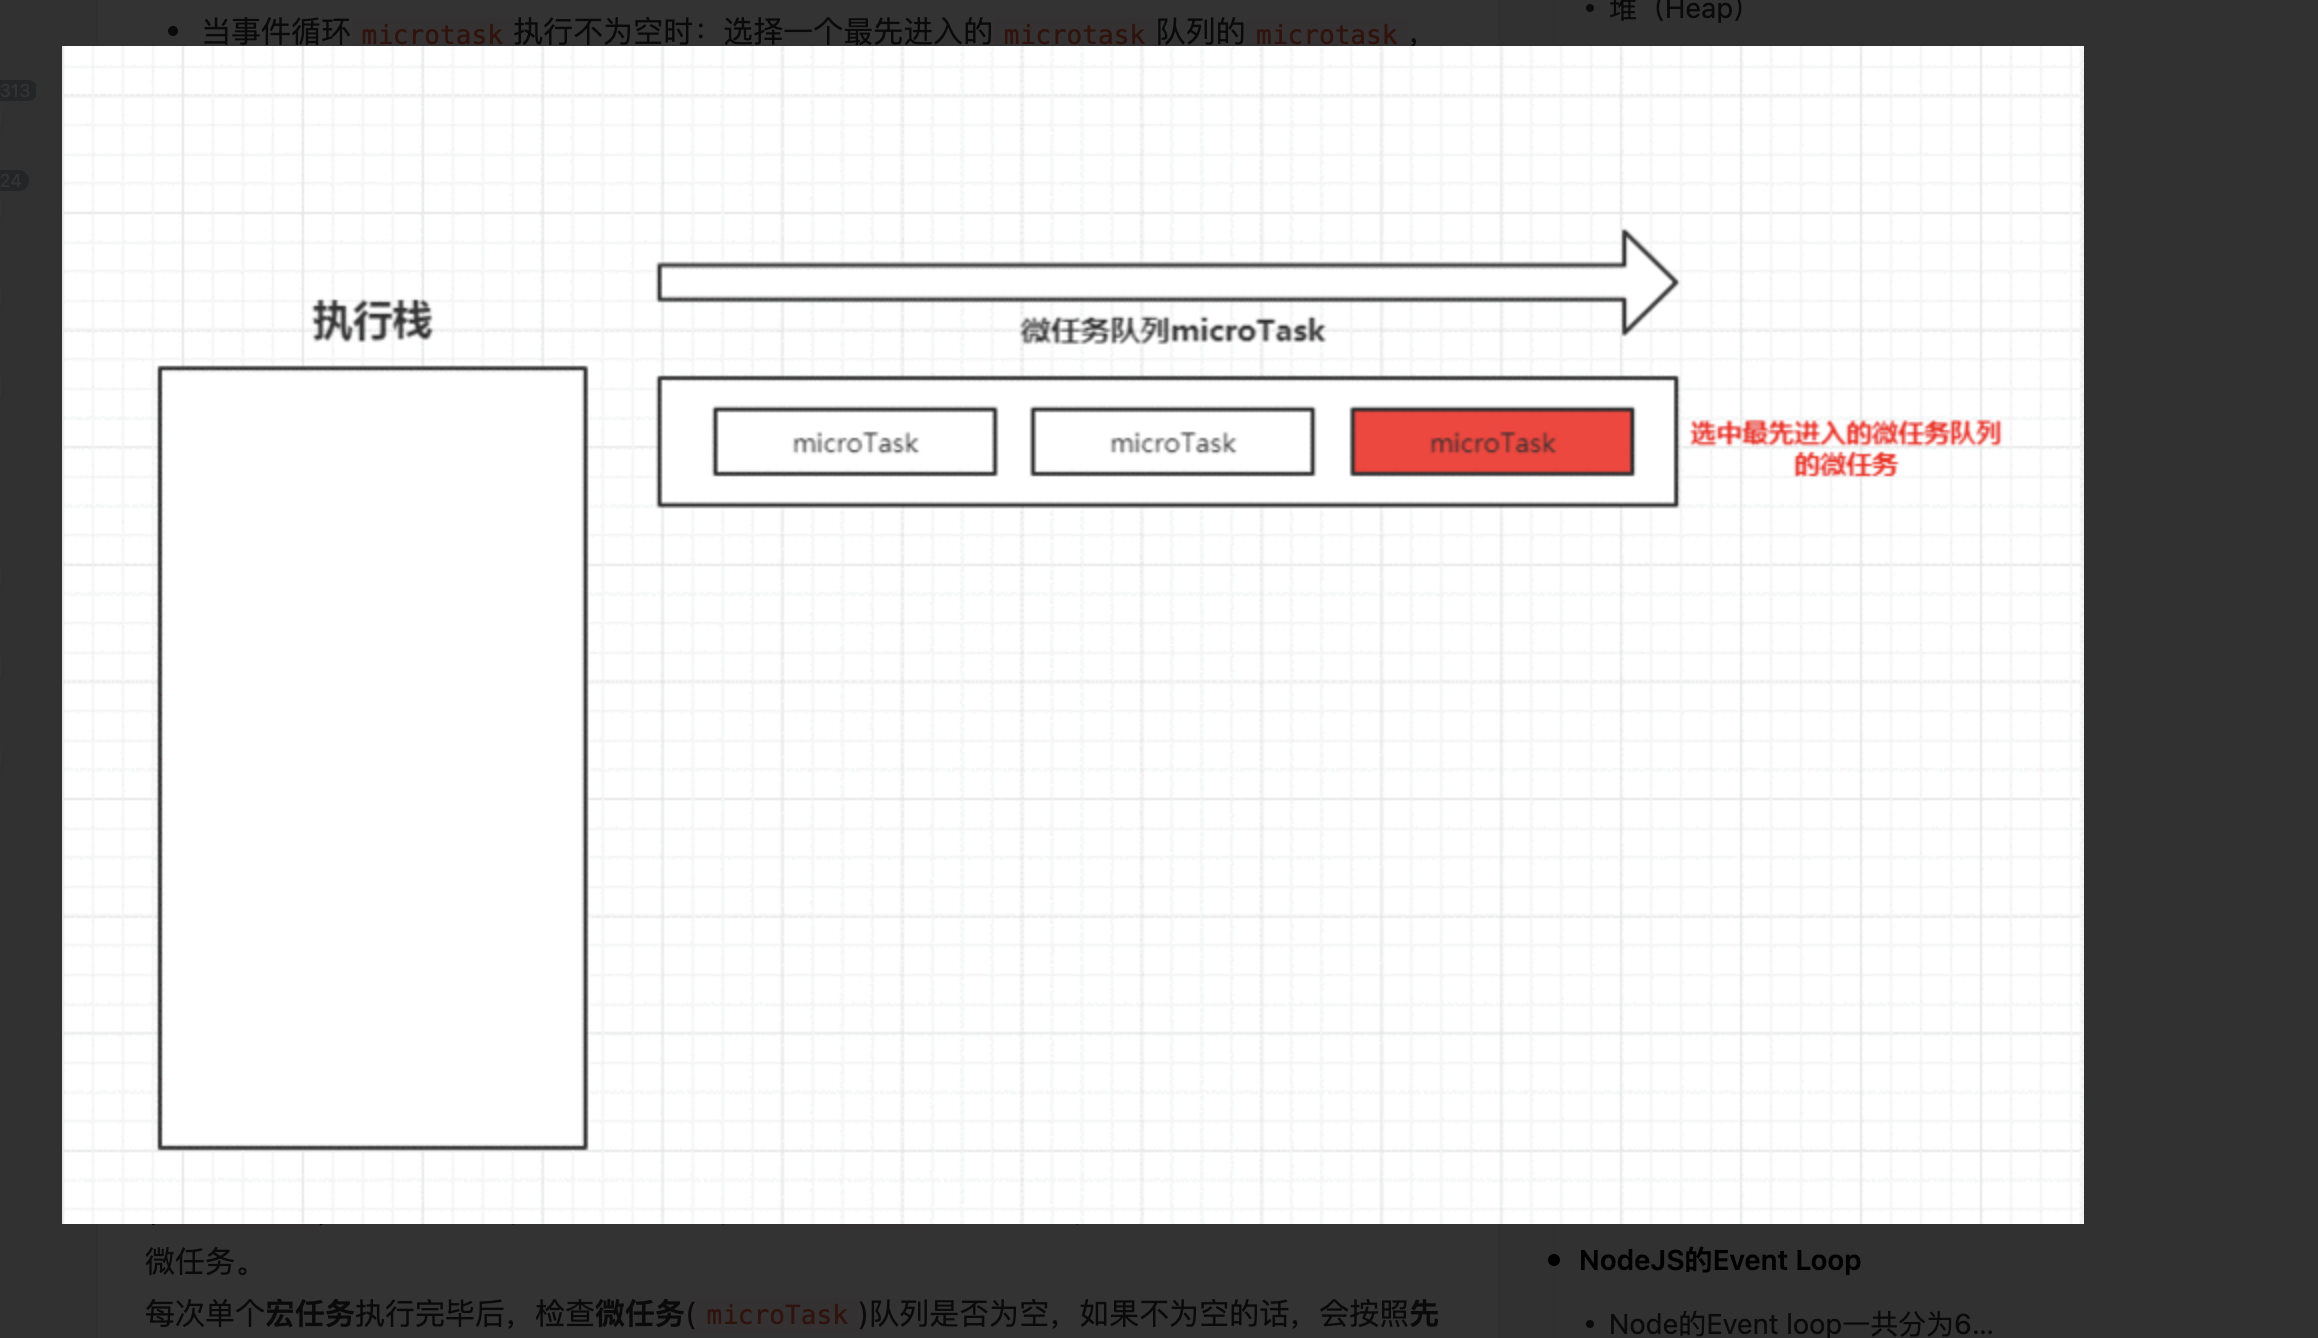 堆（Heap）
• 当事件循环 microtask 执行不为空时：选择一个最先进入的 microtask 队列的 microtask ，
313
24
执行栈
微任务队列microTask
microTask
microTask
microTask
选中最先进入的微任务队列
的微任务
微任务。
每次单个宏任务执行完毕后，检查微任务( microTask )队列是否为空，如果不为空的话，会按照先
• NodeJS的Event Loop
• Node的Event loop一共分为6...